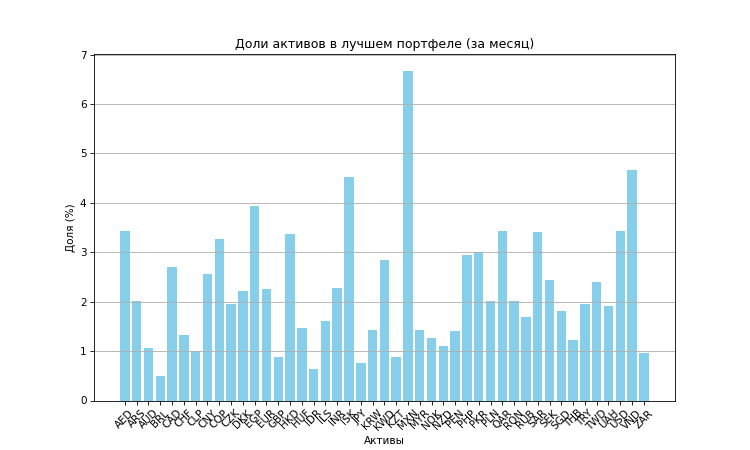 Доли активов в лучшем портфеле (за месяц)
7
6
5
4
3
2
1
0
Доля (%)
AED ARS AUD BRL CAD CHF CLP CNY COP CZK DKK EGP EUR GBP HKD HUF IDR ILS INR ISK JPY KRW KWD KZT MXN MYR NOK NZD PEN PHP PKR PLN QAR RON RUB SAR SEK SGD THB TRY TWD UAH USD VND ZAR
Активы